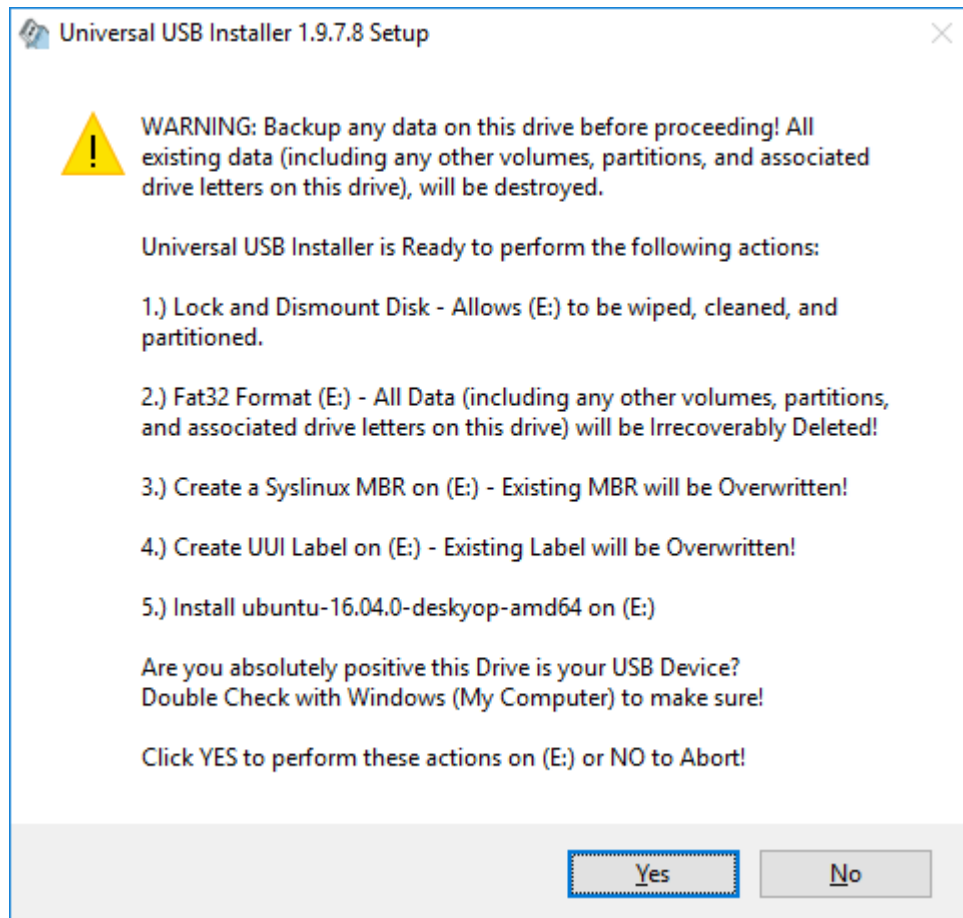 Universal USB Installer 1.9.7.8 Setup
WARNING: Backup any data on this drive before proceeding! All
existing data (including any other volumes, partitions, and associated
drive letters on this drive), will be destroyed.
Universal USB Installer is Ready to perform the following actions:
1.) Lock and Dismount Disk - Allows (E:) to be wiped, cleaned, and
partitioned.
2.) Fat32 Format (E:) - All Data (including any other volumes, partitions,
and associated drive letters on this drive) will be Irrecoverably Deleted!
3.) Create a Syslinux MBR on (E:) - Existing MBR will be Overwritten!
4.) Create UUI Label on (E:) - Existing Label will be Overwritten!
5.) Install ubuntu-16.04.0-deskyop-amd64 on (E:)
Are you absolutely positive this Drive is your USB Device?
Double Check with Windows (My Computer) to make sure!
Click YES to perform these actions on (E:) or NO to Abort!
Yes No